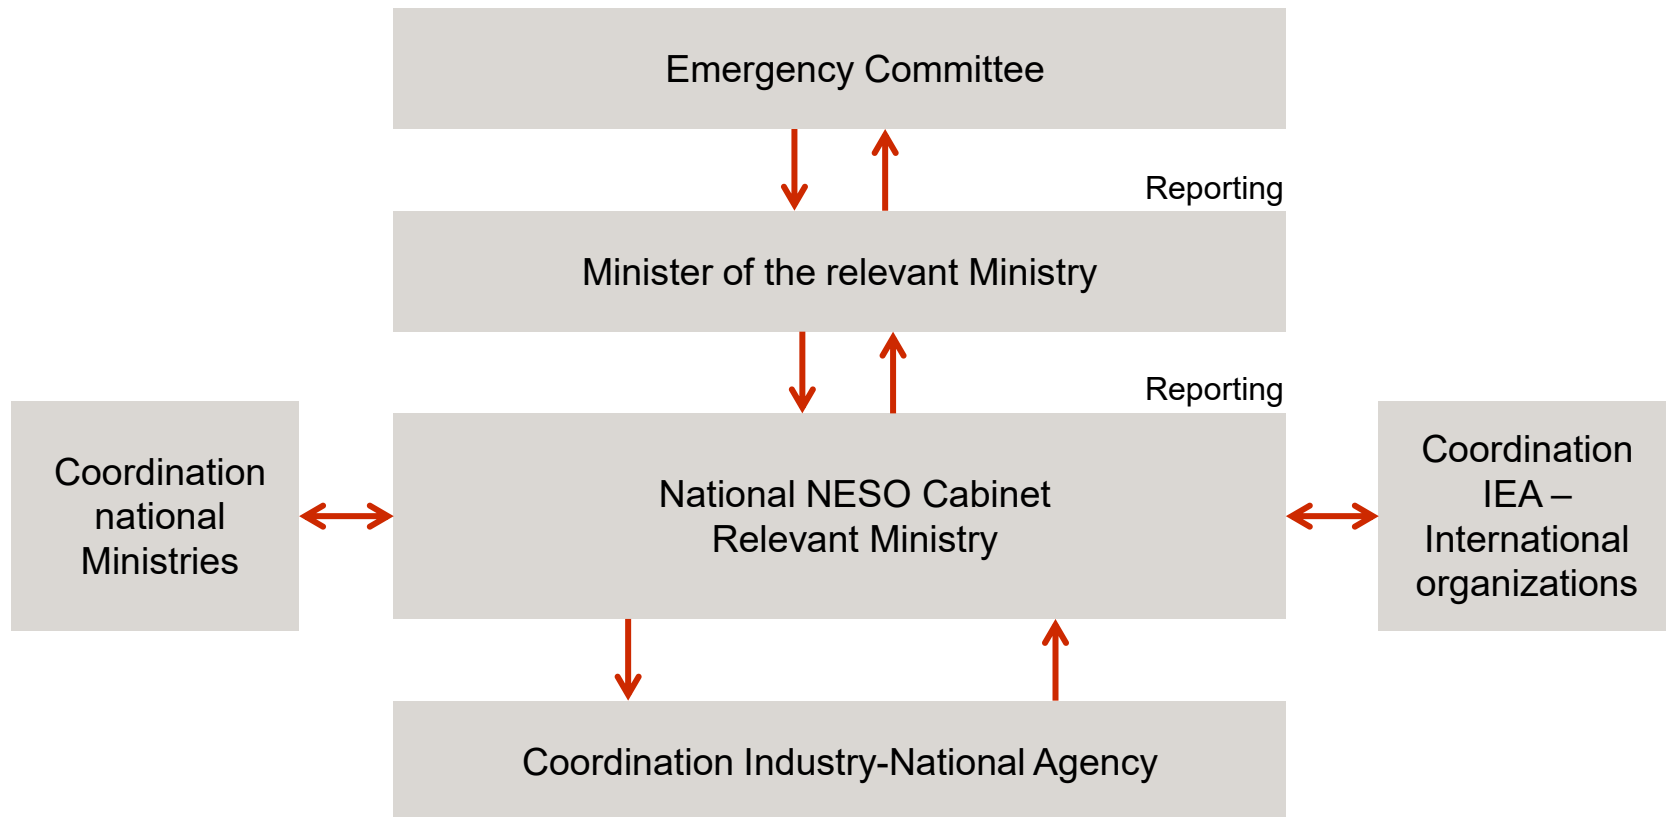 Emergency Committee
Reporting
Minister of the relevant Ministry
Reporting
Coordination
national
Ministries
National NESO Cabinet
Relevant Ministry
Coordination
IEA –
International
organizations
Coordination Industry-National Agency